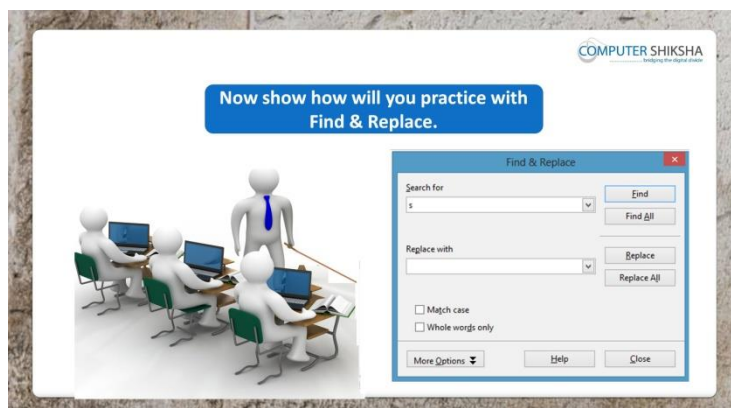 COMPUTER SHIKSHA
bridging the digital divide
Now show how will you practice with
Find & Replace.
Find & Replace
Search for
s
Find
Find All
Replace with
Replace
Replace All
Match case
Whole words only
More Options
Help
Close